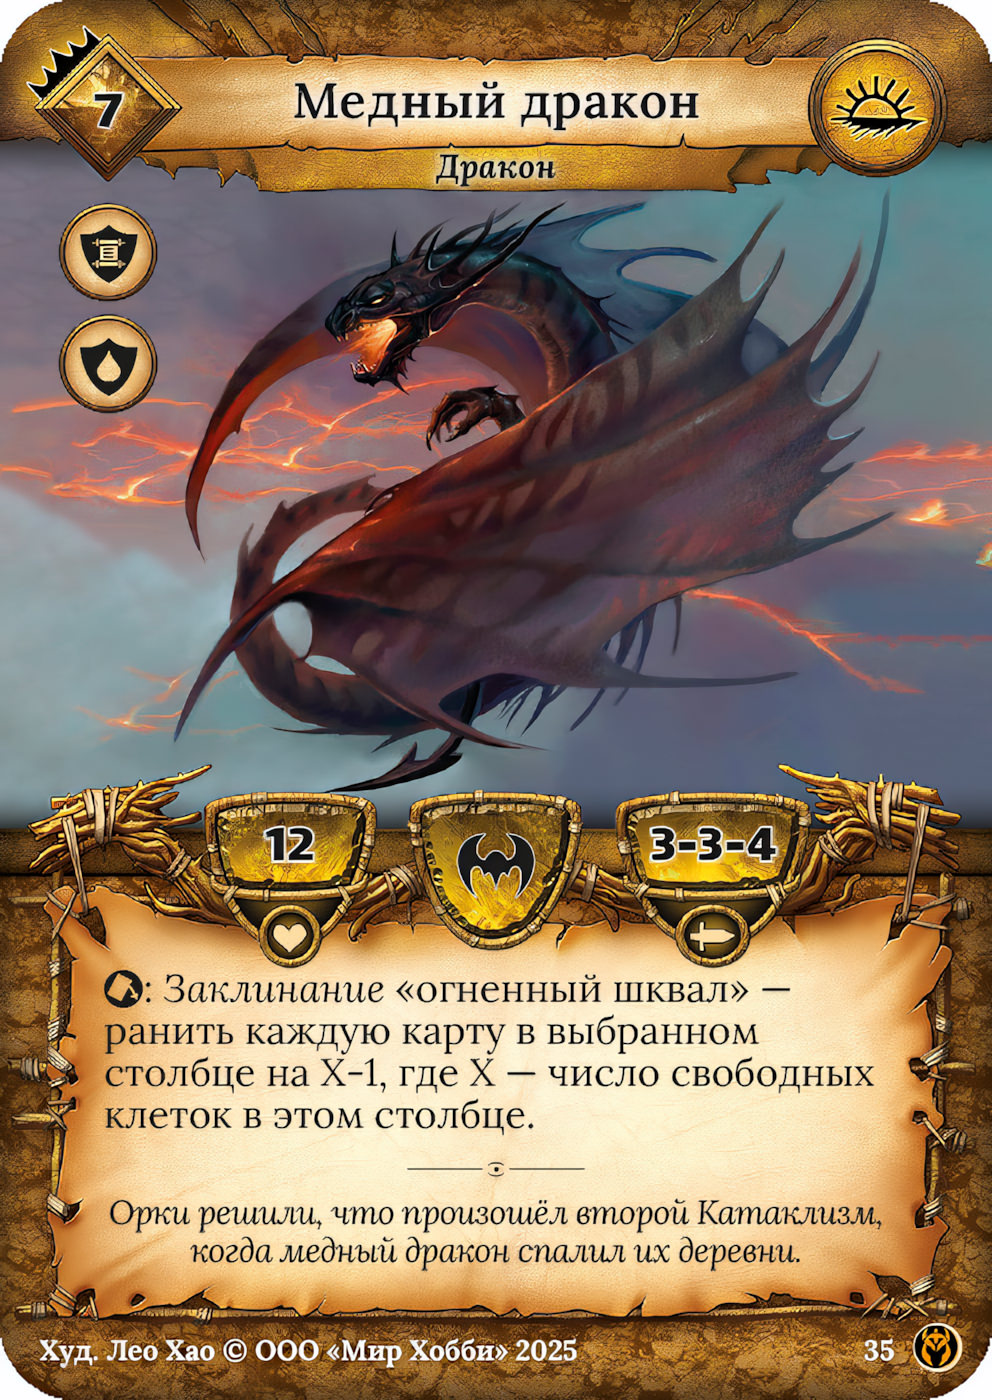 7
Медный дракон
Дракон
12
3-3-4
: Заклинание «огненный шквал» —
ранить каждую карту в выбранном
столбце на X-1, где X — число свободных
клеток в этом столбце.
Орки решили, что произошёл второй Катаклизм,
когда медный дракон спалил их деревни.
Худ. Лео Хао © ООО «Мир Хобби» 2025
35